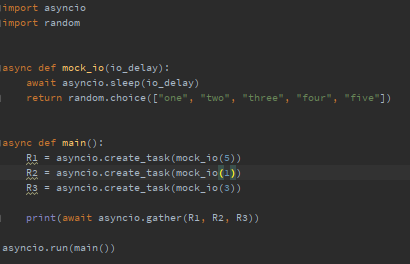 import asyncio
import random
async def mock_io(io_delay):
    await asyncio.sleep(io_delay)
    return random.choice(["one", "two", "three", "four", "five"])
async def main():
    R1 = asyncio.create_task(mock_io(5))
    R2 = asyncio.create_task(mock_io(1))
    R3 = asyncio.create_task(mock_io(3))
    print(await asyncio.gather(R1, R2, R3))
asyncio.run(main())